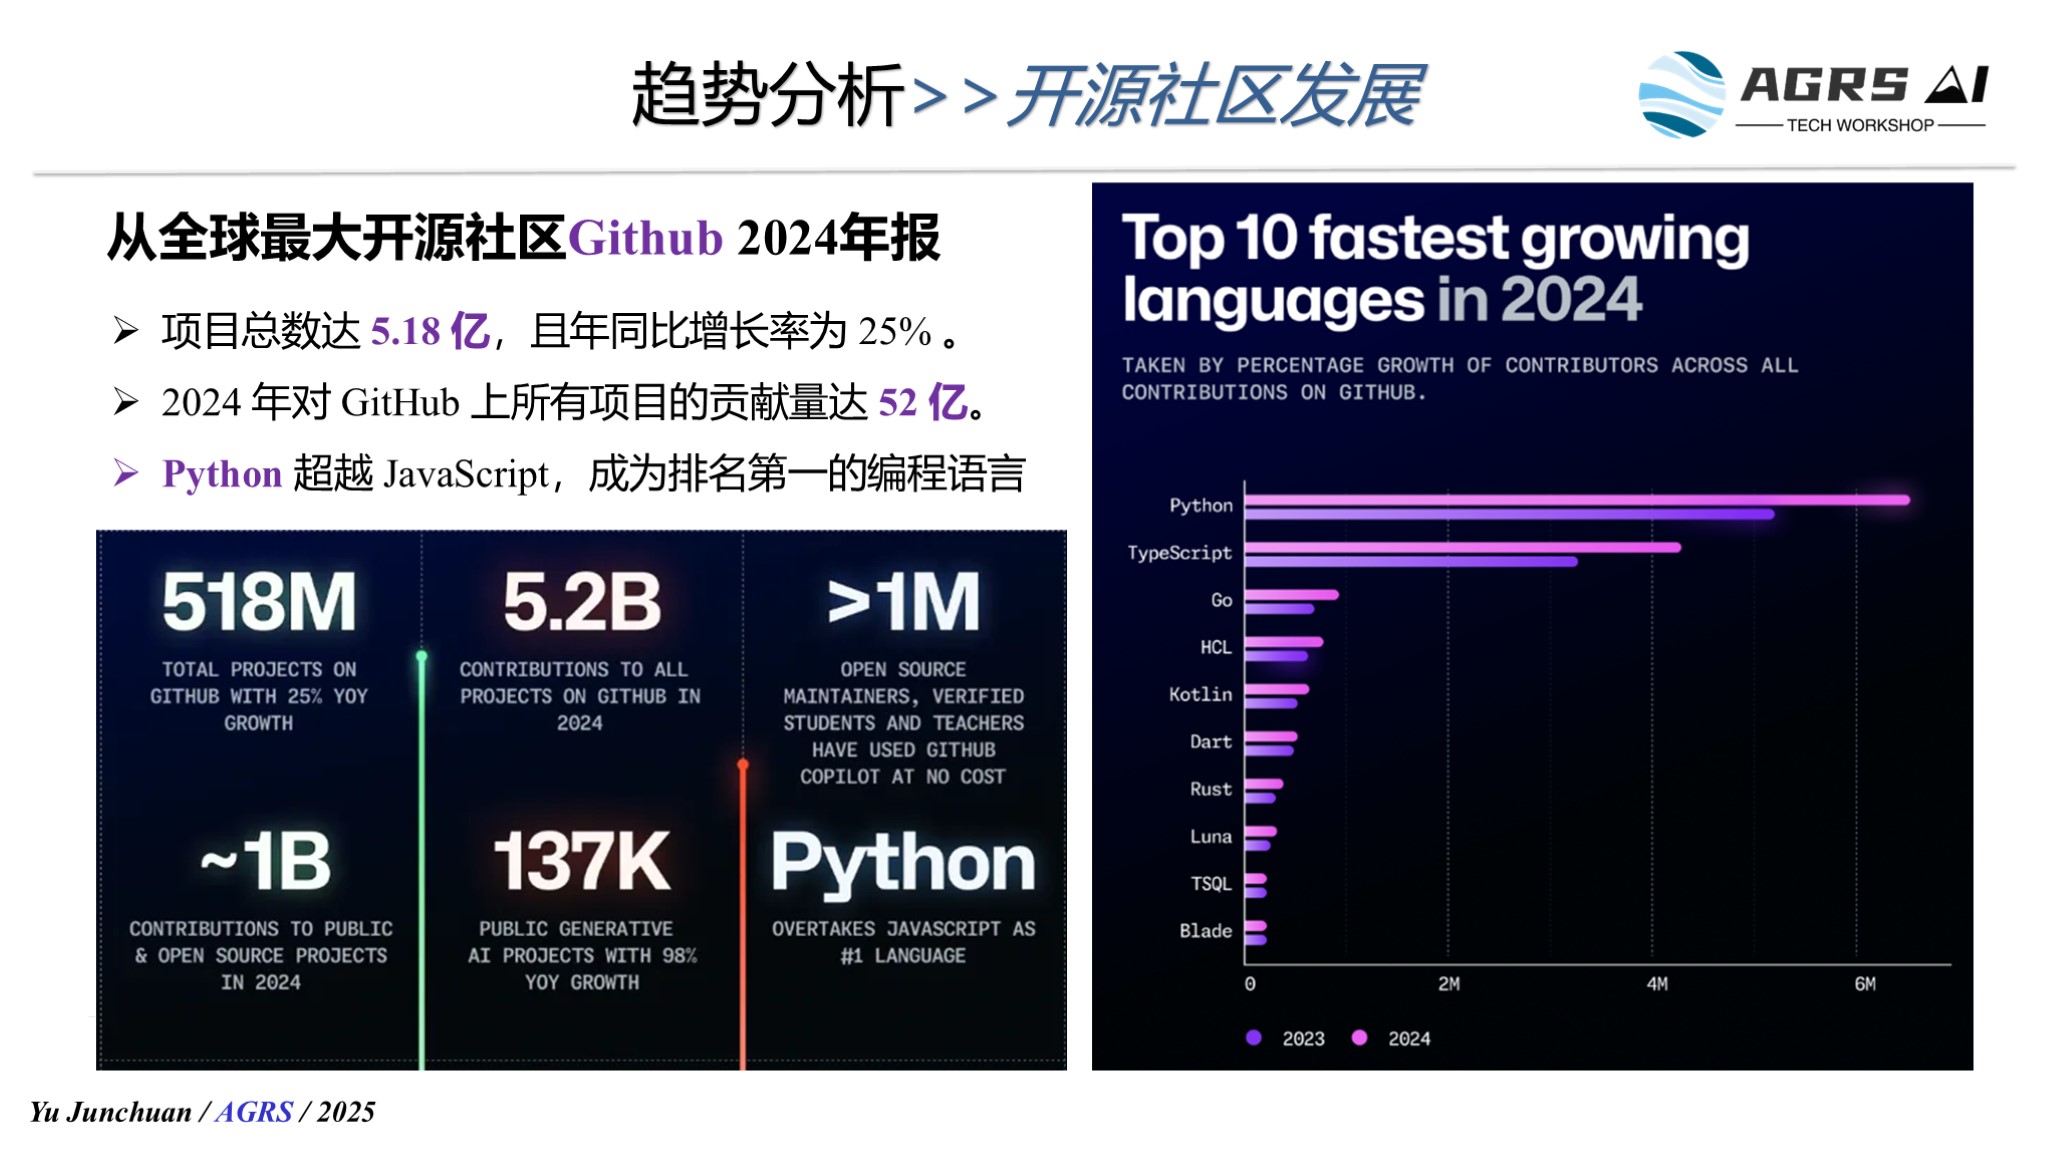 趋势分析>>开源社区发展
AGRS AI
TECH WORKSHOP
从全球最大开源社区Github 2024年报
➢ 项目总数达 5.18 亿，且年同比增长率为 25% 。
➢ 2024 年对 GitHub 上所有项目的贡献量达 52 亿。
➢ Python 超越 JavaScript，成为排名第一的编程语言
518M
TOTAL PROJECTS ON
GITHUB WITH 25% YOY
GROWTH
5.2B
CONTRIBUTIONS TO ALL
PROJECTS ON GITHUB IN
2024
>1M
OPEN SOURCE
MAINTAINERS, VERIFIED
STUDENTS AND TEACHERS
HAVE USED GITHUB
COPILOT AT NO COST
~1B
CONTRIBUTIONS TO PUBLIC
& OPEN SOURCE PROJECTS
IN 2024
137K
PUBLIC GENERATIVE
AI PROJECTS WITH 98%
YOY GROWTH
Python
OVERTAKES JAVASCRIPT AS
#1 LANGUAGE
Top 10 fastest growing
languages in 2024
TAKEN BY PERCENTAGE GROWTH OF CONTRIBUTORS ACROSS ALL
CONTRIBUTIONS ON GITHUB.
Python
TypeScript
Go
HCL
Kotlin
Dart
Rust
Luna
TSQL
Blade
0 2M 4M 6M
2023 2024
Yu Junchuan / AGRS / 2025